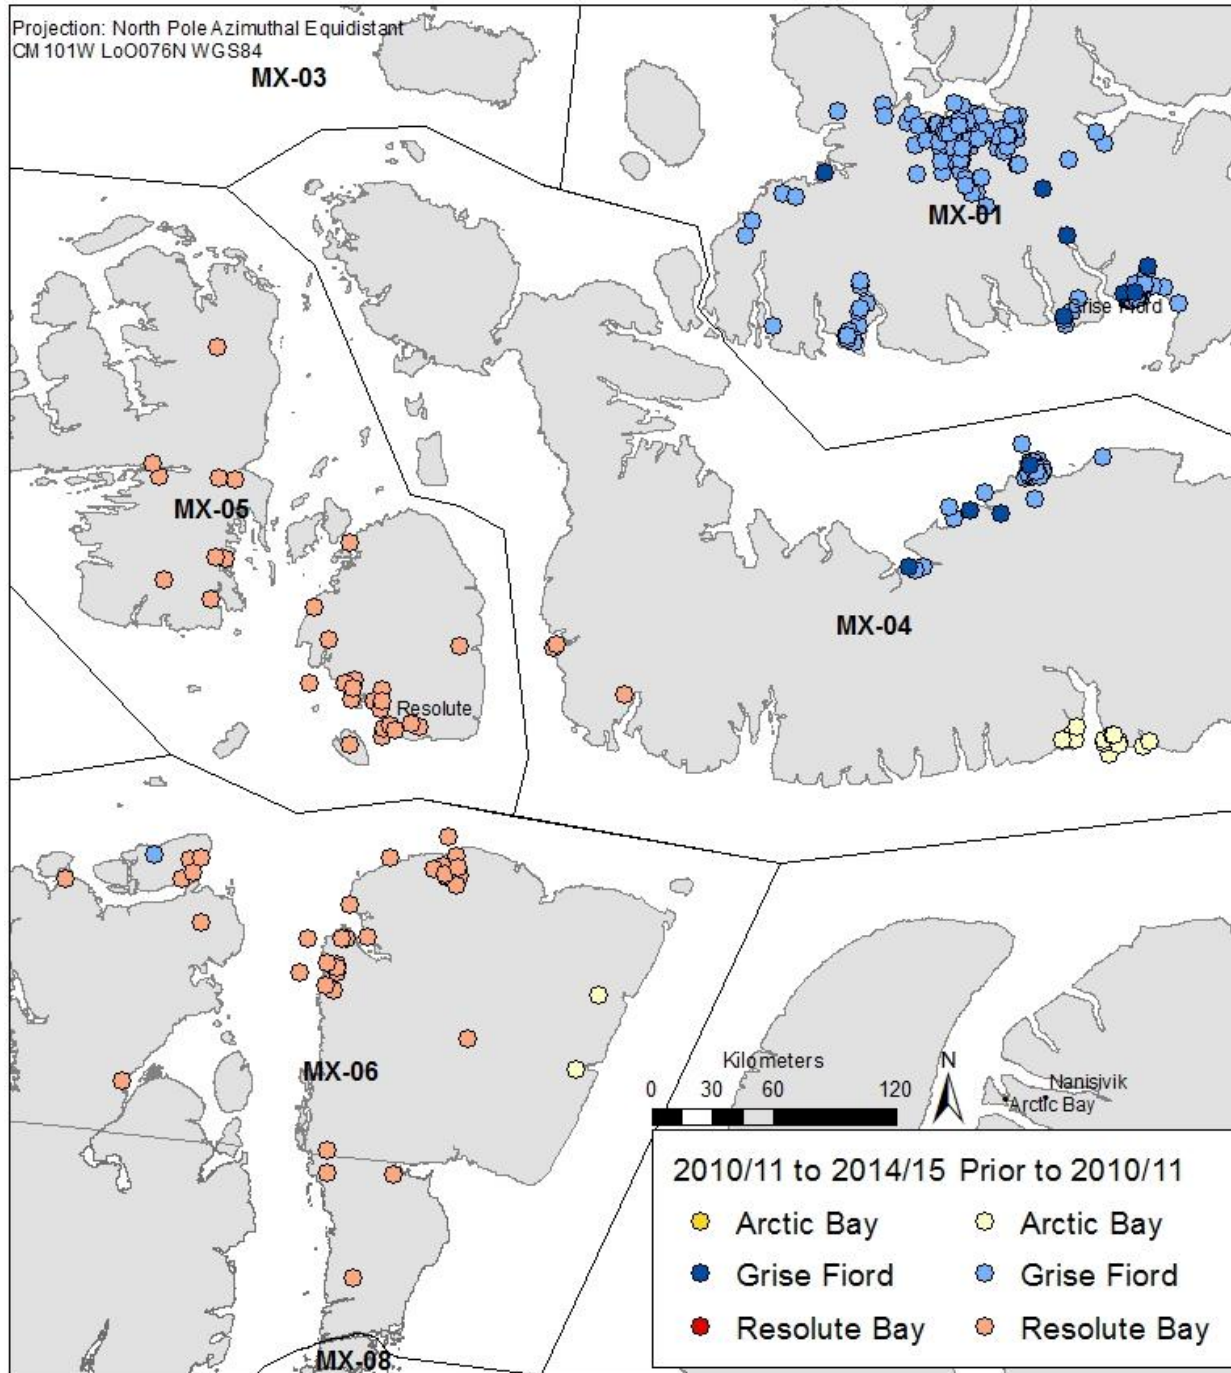 Projection: North Pole Azimuthal Equidistant
CM 101W LoO076N WGS84
MX-03
MX-01
Grise Fiord
MX-05
MX-04
Resolute
MX-06
Kilometers
0 30 60 120
N
Nanisivik
Arctic Bay
2010/11 to 2014/15 Prior to 2010/11
Arctic Bay Arctic Bay
Grise Fiord Grise Fiord
Resolute Bay Resolute Bay
MX-08